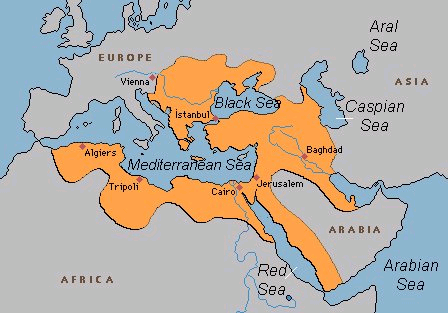 Aral
Sea
EUROPE
ASIA
Vienna
Black Sea
Caspian
Sea
İstanbul
Baghdad
Algiers
Mediterranean Sea
Tripoli
Cairo
Jerusalem
ARABIA
Arabian
Sea
Red
Sea
AFRICA